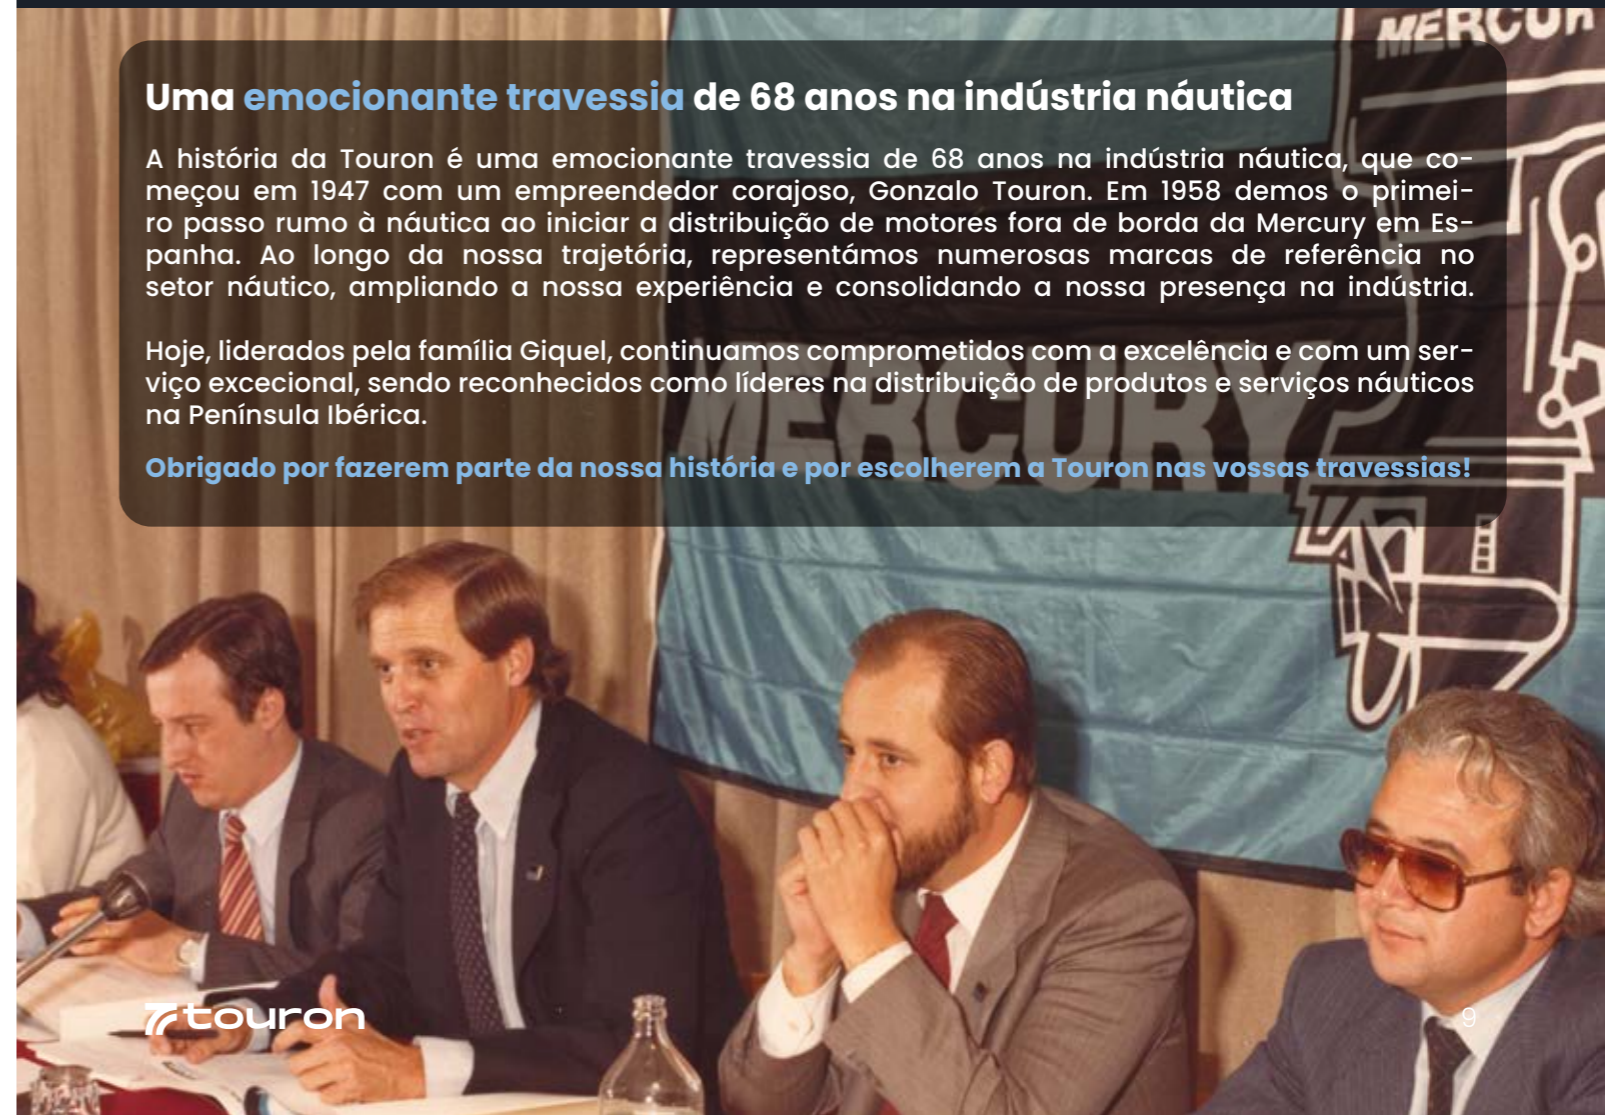 MERCUR
Uma emocionante travessia de 68 anos na indústria náutica
A história da Touron é uma emocionante travessia de 68 anos na indústria náutica, que co-
meçou em 1947 com um empreendedor corajoso, Gonzalo Touron. Em 1958 demos o primei-
ro passo rumo à náutica ao iniciar a distribuição de motores fora de borda da Mercury em Es-
panha. Ao longo da nossa trajetória, representámos numerosas marcas de referência no
setor náutico, ampliando a nossa experiência e consolidando a nossa presença na indústria.
Hoje, liderados pela família Giquel, continuamos comprometidos com a excelência e com um ser-
viço excecional, sendo reconhecidos como líderes na distribuição de produtos e serviços náuticos
na Península Ibérica.
MERCURY
Obrigado por fazerem parte da nossa história e por escolherem a Touron nas vossas travessias!
touron
9